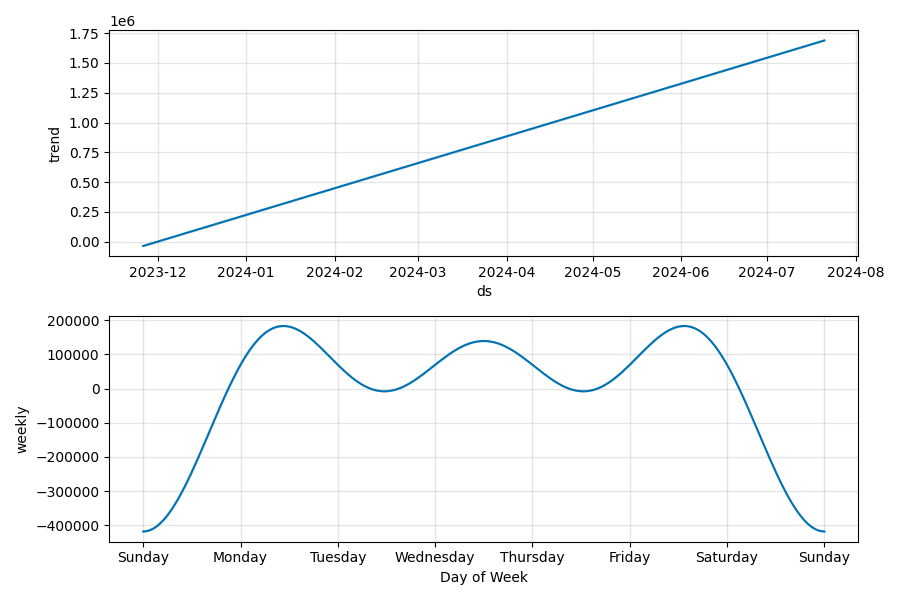 1e6
1.75
1.50
1.25
1.00
0.75
0.50
0.25
0.00
trend
2023-12 2024-01 2024-02 2024-03 2024-04 2024-05 2024-06 2024-07 2024-08
ds
200000
100000
0
−100000
−200000
−300000
−400000
weekly
Sunday Monday Tuesday Wednesday Thursday Friday Saturday Sunday
Day of Week